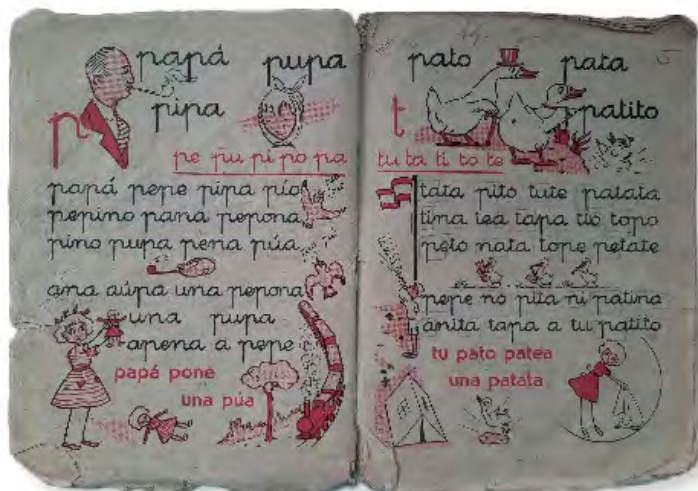 papá pupa
pipa
p
pe pu pi po pa
papá pepe pipa pío
pepino pana pepona
pino pupa pena púa
ana aúpa una pepona
una pupa
apena a pepe
papá pone
una púa
5
pato pata
patito
t
tu ta ti to te
tata pito tute patata
tina tea tapa tío topo
peto nata tope petate
pepe no pita ni patina
anita tapa a tu patito
tu pato patea
una patata